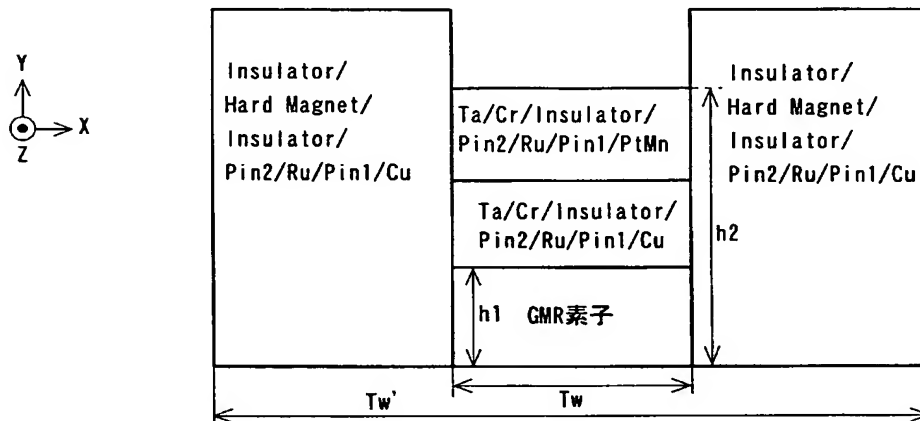 Y
X
Z
Insulator/
Hard Magnet/
Insulator/
Pin2/Ru/Pin1/Cu
Ta/Cr/Insulator/
Pin2/Ru/Pin1/PtMn
Ta/Cr/Insulator/
Pin2/Ru/Pin1/Cu
h1
GMR素子
Insulator/
Hard Magnet/
Insulator/
Pin2/Ru/Pin1/Cu
h2
Tw'
Tw